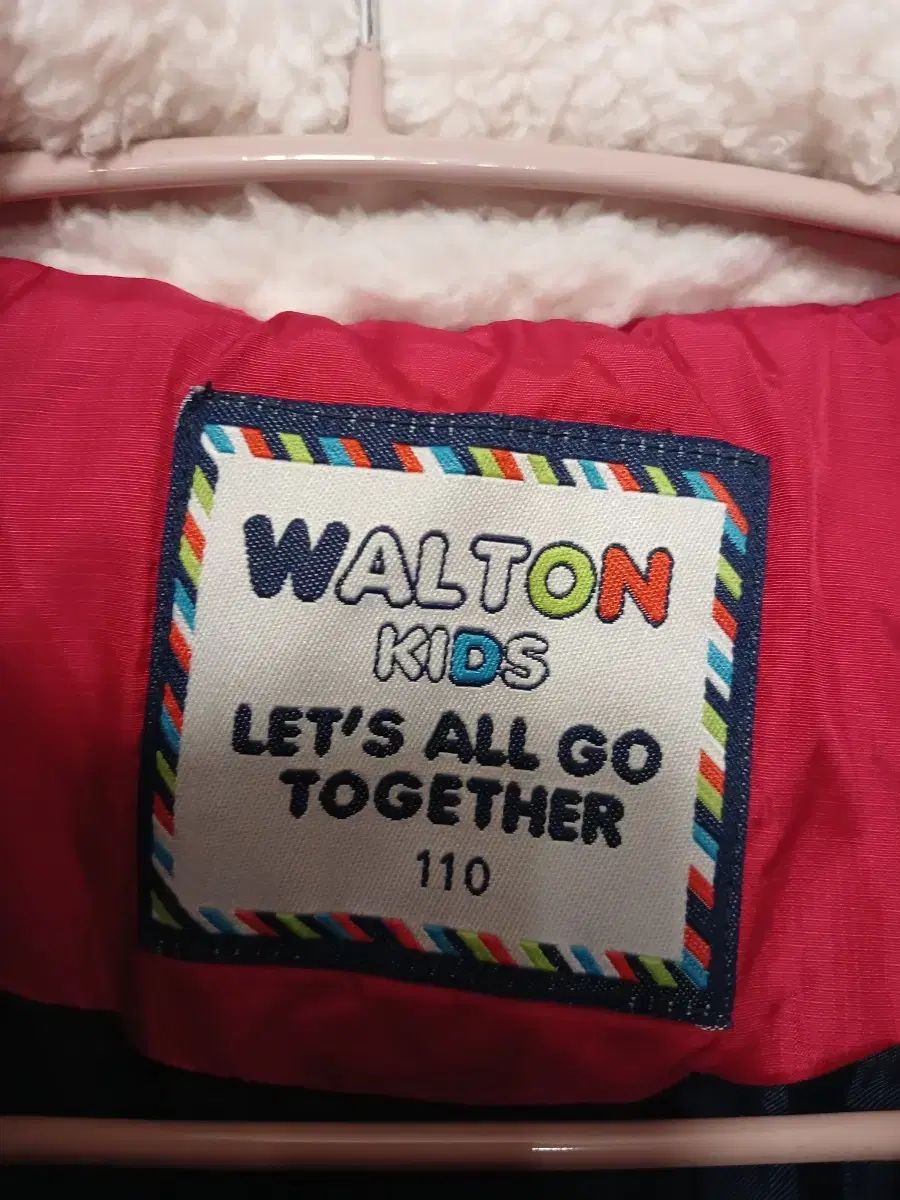 WALTON
KIDS
LET'S ALL GO
TOGETHER
110